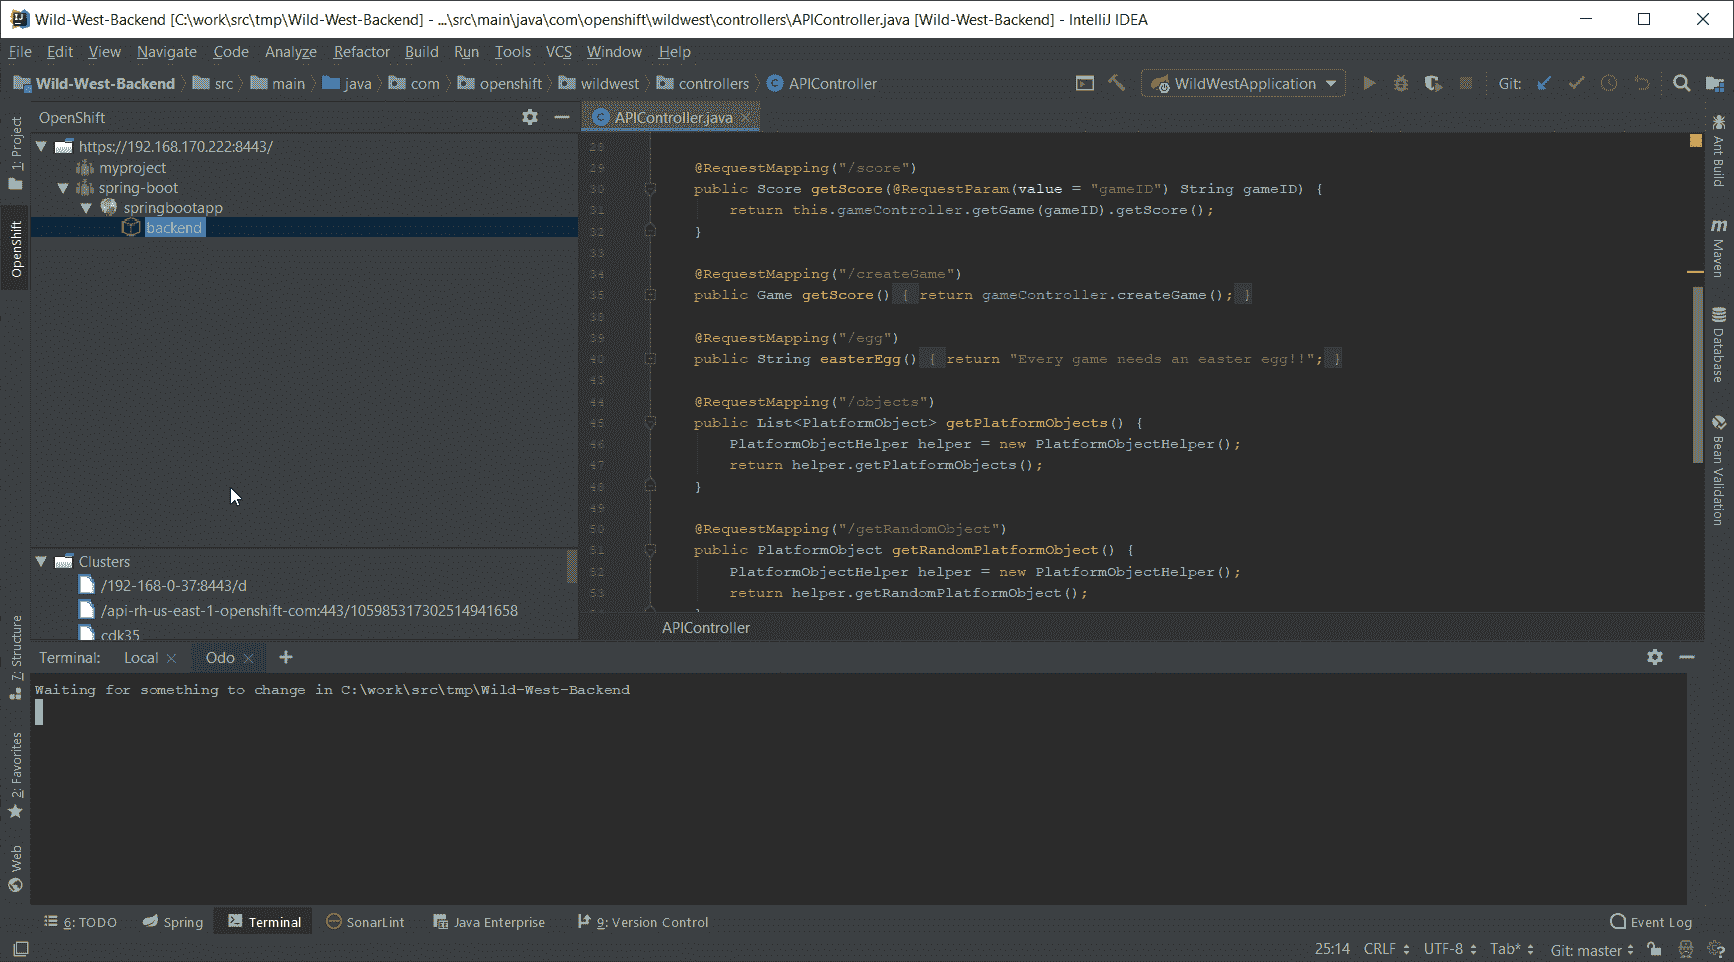 Wild-West-Backend [C:\work\src\tmp\Wild-West-Backend] - ...\src\main\java\com\openshift\wildwest\controllers\APIController.java [Wild-West-Backend] - IntelliJ IDEA
File Edit View Navigate Code Analyze Refactor Build Run Tools VCS Window Help
Wild-West-Backend src main java com openshift wildwest controllers APIController WildWestApplication Git:
1: Project
OpenShift
7: Structure
2: Favorites
Web
OpenShift
https://192.168.170.222:8443/
myproject
spring-boot
springbootapp
backend
Clusters
/192-168-0-37:8443/d
/api-rh-us-east-1-openshift-com:443/105985317302514941658
cdk35
APIController.java
28
29 @RequestMapping("/score")
30 public Score getScore(@RequestParam(value = "gameID") String gameID) {
31 return this.gameController.getGame(gameID).getScore();
32 }
33
34 @RequestMapping("/createGame")
35 public Game getScore() { return gameController.createGame(); }
38
39 @RequestMapping("/egg")
40 public String easterEgg() { return "Every game needs an easter egg!!"; }
43
44 @RequestMapping("/objects")
45 public List<PlatformObject> getPlatformObjects() {
46 PlatformObjectHelper helper = new PlatformObjectHelper();
47 return helper.getPlatformObjects();
48 }
49
50 @RequestMapping("/getRandomObject")
51 public PlatformObject getRandomPlatformObject() {
52 PlatformObjectHelper helper = new PlatformObjectHelper();
53 return helper.getRandomPlatformObject();
APIController
Ant Build
Maven
Database
Bean Validation
Terminal: Local Odo +
Waiting for something to change in C:\work\src\tmp\Wild-West-Backend
6: TODO Spring Terminal SonarLint Java Enterprise 9: Version Control Event Log
25:14 CRLF UTF-8 Tab* Git: master